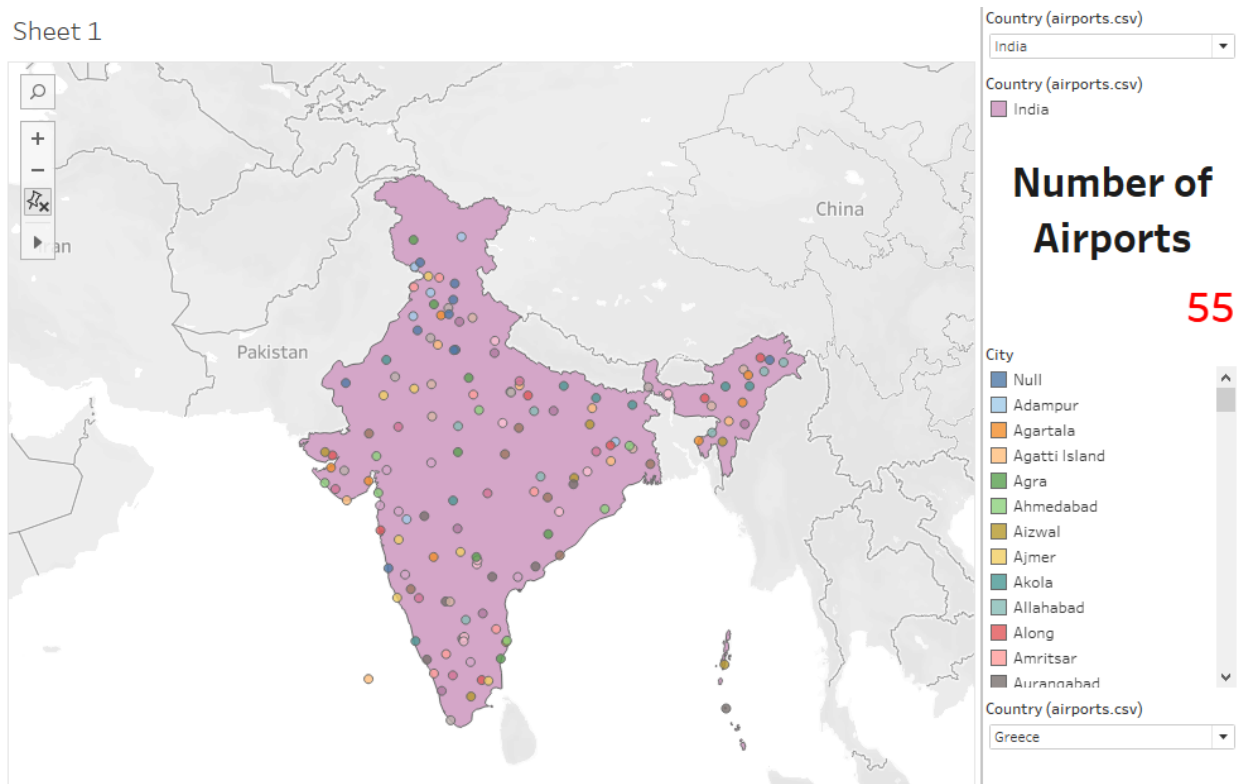 Sheet 1
Country (airports.csv)
India
Country (airports.csv)
India
Number of
Airports
55
City
Null
Adampur
Agartala
Agatti Island
Agra
Ahmedabad
Aizwal
Ajmer
Akola
Allahabad
Along
Amritsar
Aurangabad
Country (airports.csv)
Greece
China
Pakistan